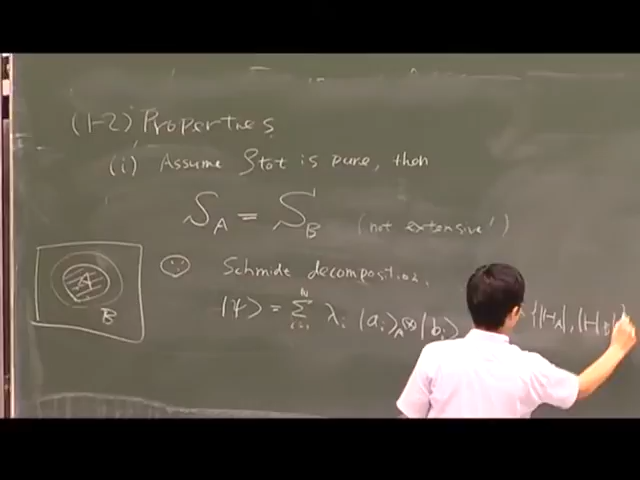 (1-2) Properties
(i) Assume ρtot is pure, then
S_A = S_B (not extensive!)
A
B
Schmidt decomposition.
|ψ⟩ = Σ_{i=1}^{N} λ_i |a_i⟩_A ⊗ |b_i⟩
{|H_A|, |H_B|}